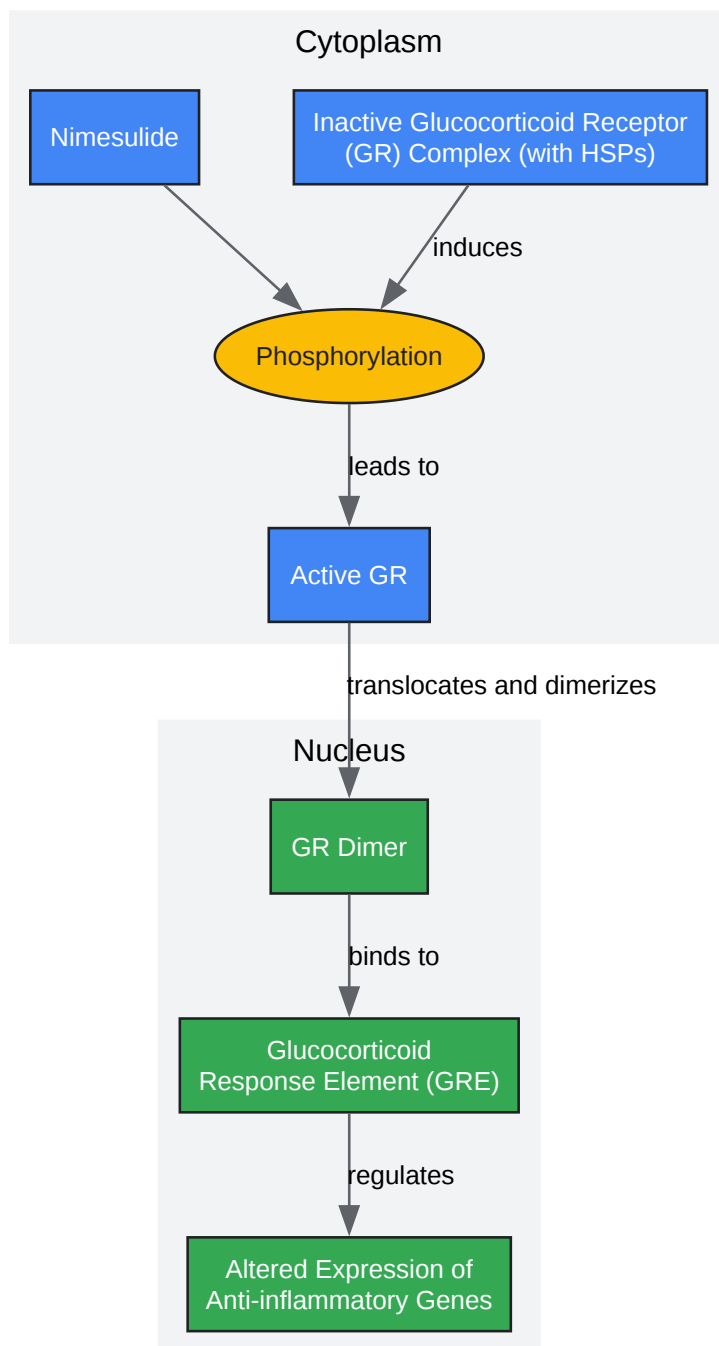 Cytoplasm
Nimesulide
Inactive Glucocorticoid Receptor
(GR) Complex (with HSPs)
induces
Phosphorylation
leads to
Active GR
translocates and dimerizes
Nucleus
GR Dimer
binds to
Glucocorticoid
Response Element (GRE)
regulates
Altered Expression of
Anti-inflammatory Genes